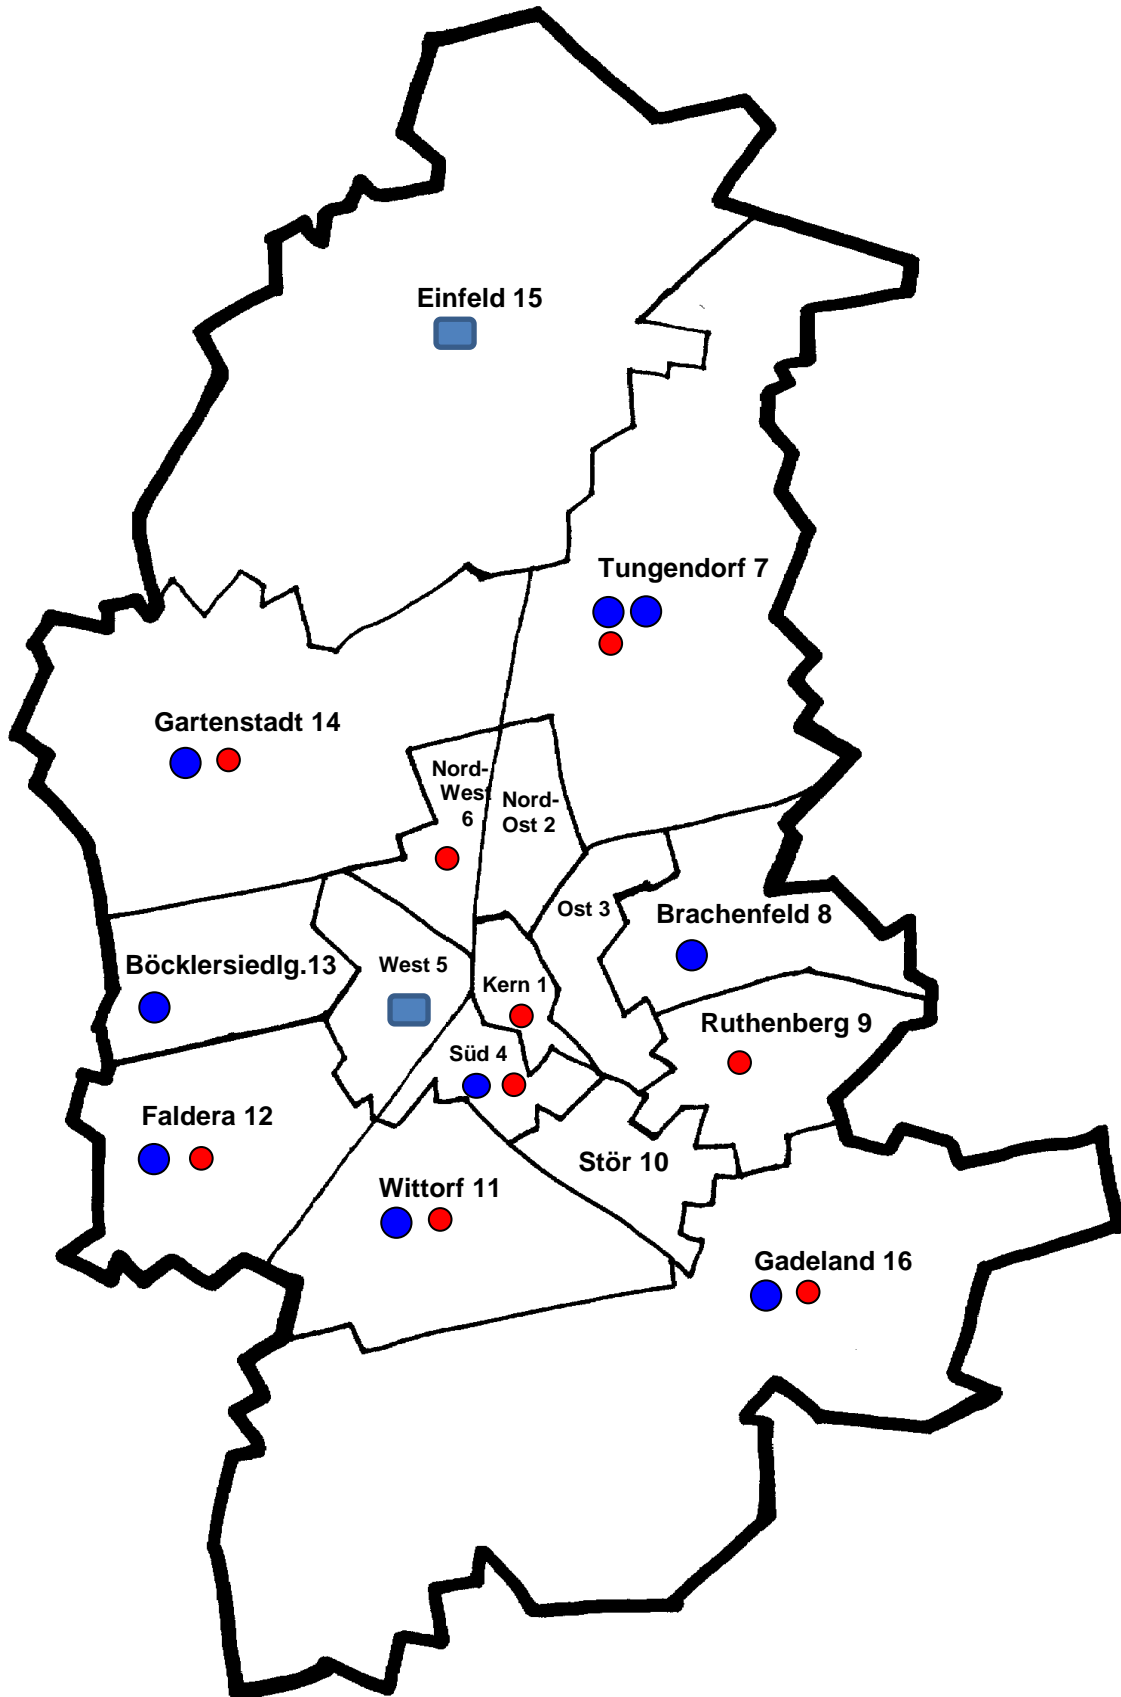 Einfeld 15
Tungendorf 7
Gartenstadt 14
Nord-
West
6
Nord-
Ost 2
Ost 3
Brachenfeld 8
Böcklersiedlg.13
West 5
Kern 1
Ruthenberg 9
Süd 4
Faldera 12
Stör 10
Wittorf 11
Gadeland 16